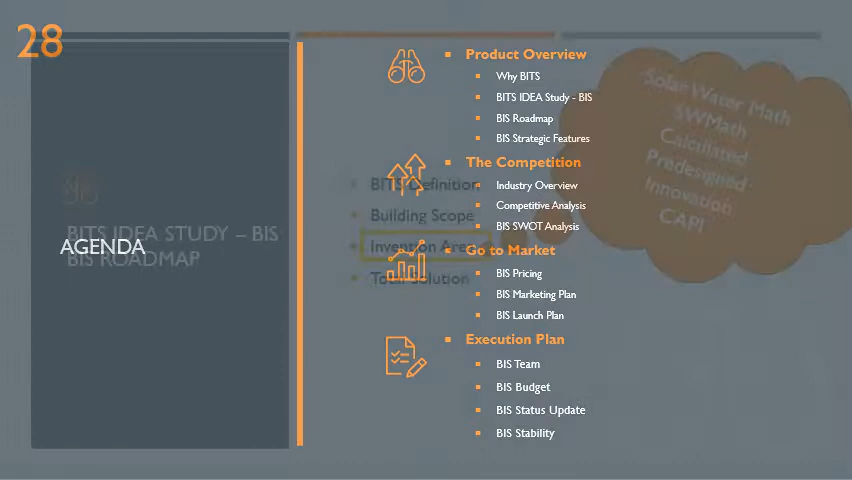 28
AGENDA
BITS IDEA STUDY – BIS
BIS ROADMAP
Product Overview
Why BITS
BITS IDEA Study - BIS
BIS Roadmap
BIS Strategic Features
The Competition
Industry Overview
Competitive Analysis
BIS SWOT Analysis
Go to Market
BIS Pricing
BIS Marketing Plan
BIS Launch Plan
Execution Plan
BIS Team
BIS Budget
BIS Status Update
BIS Stability
BITS Definition
Building Scope
Invention Area
Total Solution
Solar Water Math
SWMath
Calculated
Predesigned
Innovation
CAPI